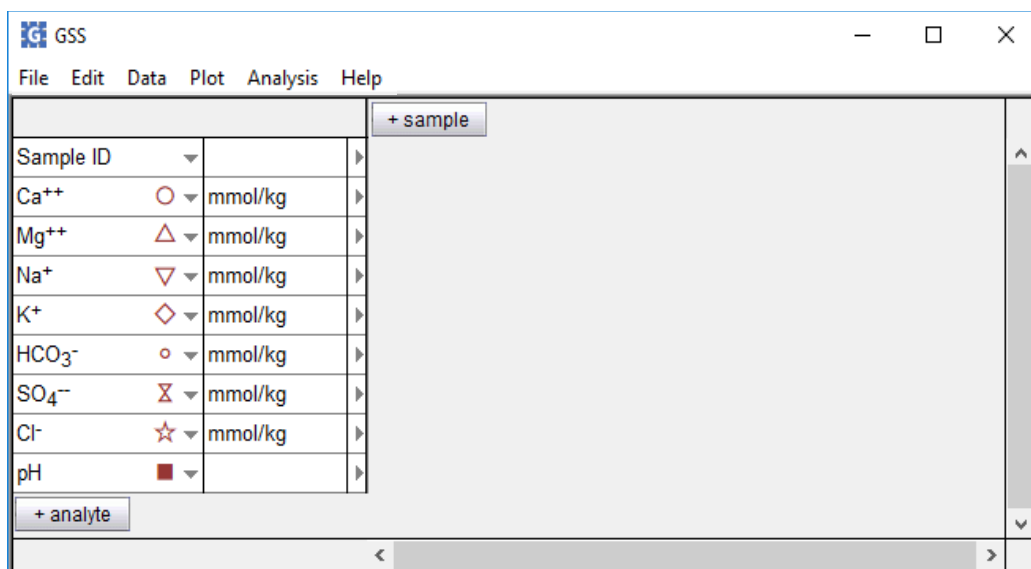 G GSS
File Edit Data Plot Analysis Help
+ sample
Sample ID
Ca⁺⁺ mmol/kg
Mg⁺⁺ mmol/kg
Na⁺ mmol/kg
K⁺ mmol/kg
HCO₃⁻ mmol/kg
SO₄⁻⁻ mmol/kg
Cl⁻ mmol/kg
pH
+ analyte